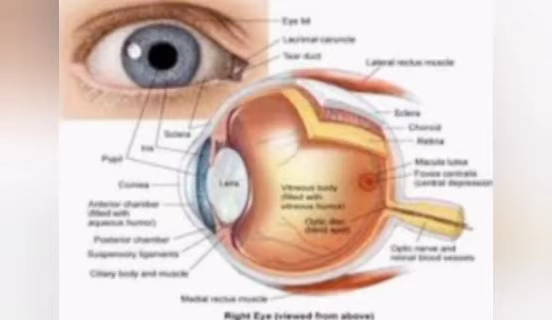 Eye lid
Lacrimal caruncle
Tear duct
Lateral rectus muscle
Sclera
Iris
Pupil
Cornea
Anterior chamber
(filled with
aqueous humor)
Posterior chamber
Suspensory ligaments
Ciliary body and muscle
Medial rectus muscle
Lens
Vitreous body
(filled with
vitreous humor)
Optic disc
(blind spot)
Sclera
Choroid
Retina
Macula lutea
Fovea centralis
(central depression
Optic nerve and
retinal blood vessels
Right Eye (viewed from above)